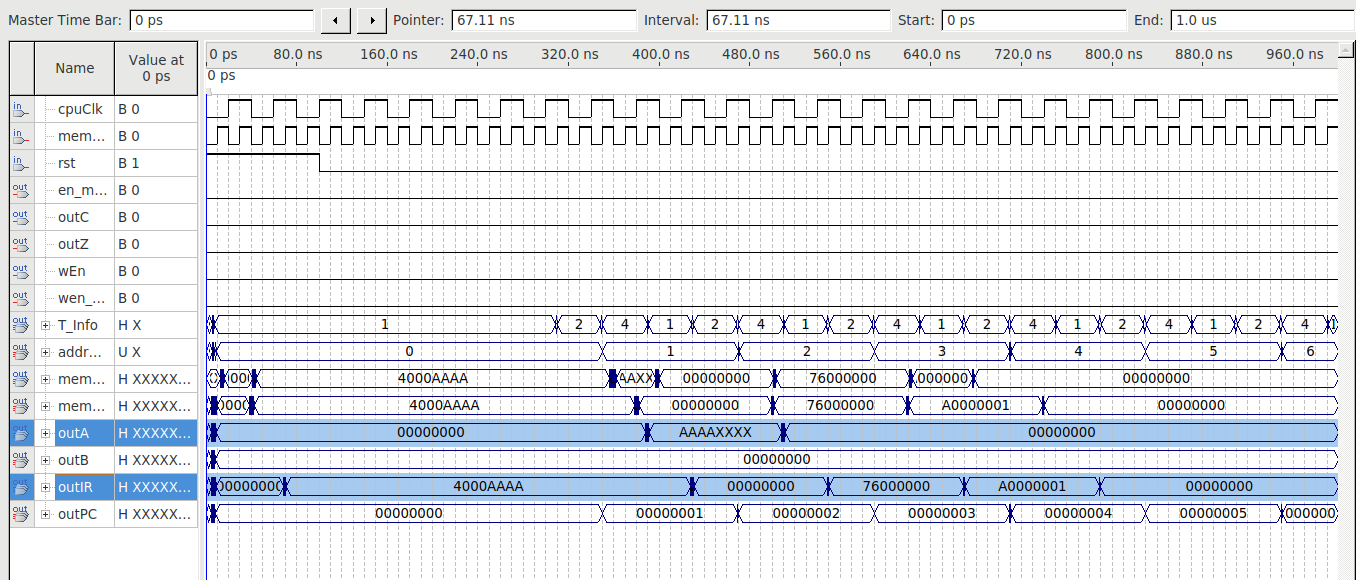 Master Time Bar: 0 ps Pointer: 67.11 ns Interval: 67.11 ns Start: 0 ps End: 1.0 us
Name Value at 0 ps 0 ps 80.0 ns 160.0 ns 240.0 ns 320.0 ns 400.0 ns 480.0 ns 560.0 ns 640.0 ns 720.0 ns 800.0 ns 880.0 ns 960.0 ns
0 ps
in cpuClk B 0
in mem... B 0
in rst B 1
out en_m... B 0
out outC B 0
out outZ B 0
out wEn B 0
out wen_... B 0
out T_Info H X 1 2 4 1 2 4 1 2 4 1 2 4 1 2 4 1 2 4
out addr... U X 0 1 2 3 4 5 6
out mem... H XXXXX... 4000AAAA AAXX 00000000 76000000 000000 00000000
out mem... H XXXXX... 4000AAAA 00000000 76000000 A0000001 00000000
out outA H XXXXX... 00000000 AAAAXXXX 00000000
out outB H XXXXX... 00000000
out outIR H XXXXX... 00000000 4000AAAA 00000000 76000000 A0000001 00000000
out outPC H XXXXX... 00000000 00000001 00000002 00000003 00000004 00000005 000000